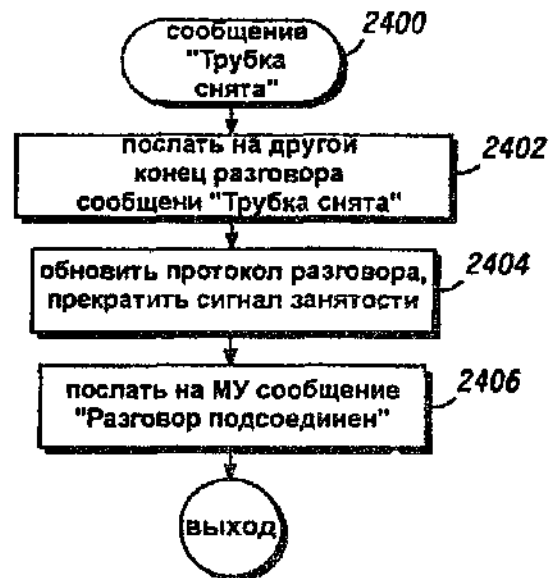 сообщение
2400
"Трубка
снята"
послать на другой
2402
конец разговора
сообщени "Трубка снята"
обновить протокол разговора,
2404
прекратить сигнал занятости
послать на МУ сообщение
2406
"Разговор подсоединен"
выход